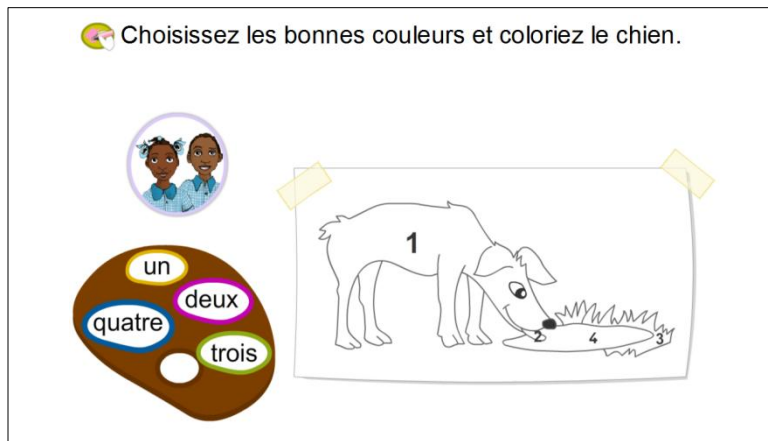 Choisissez les bonnes couleurs et coloriez le chien.
un
deux
quatre
trois
1
2
4
3